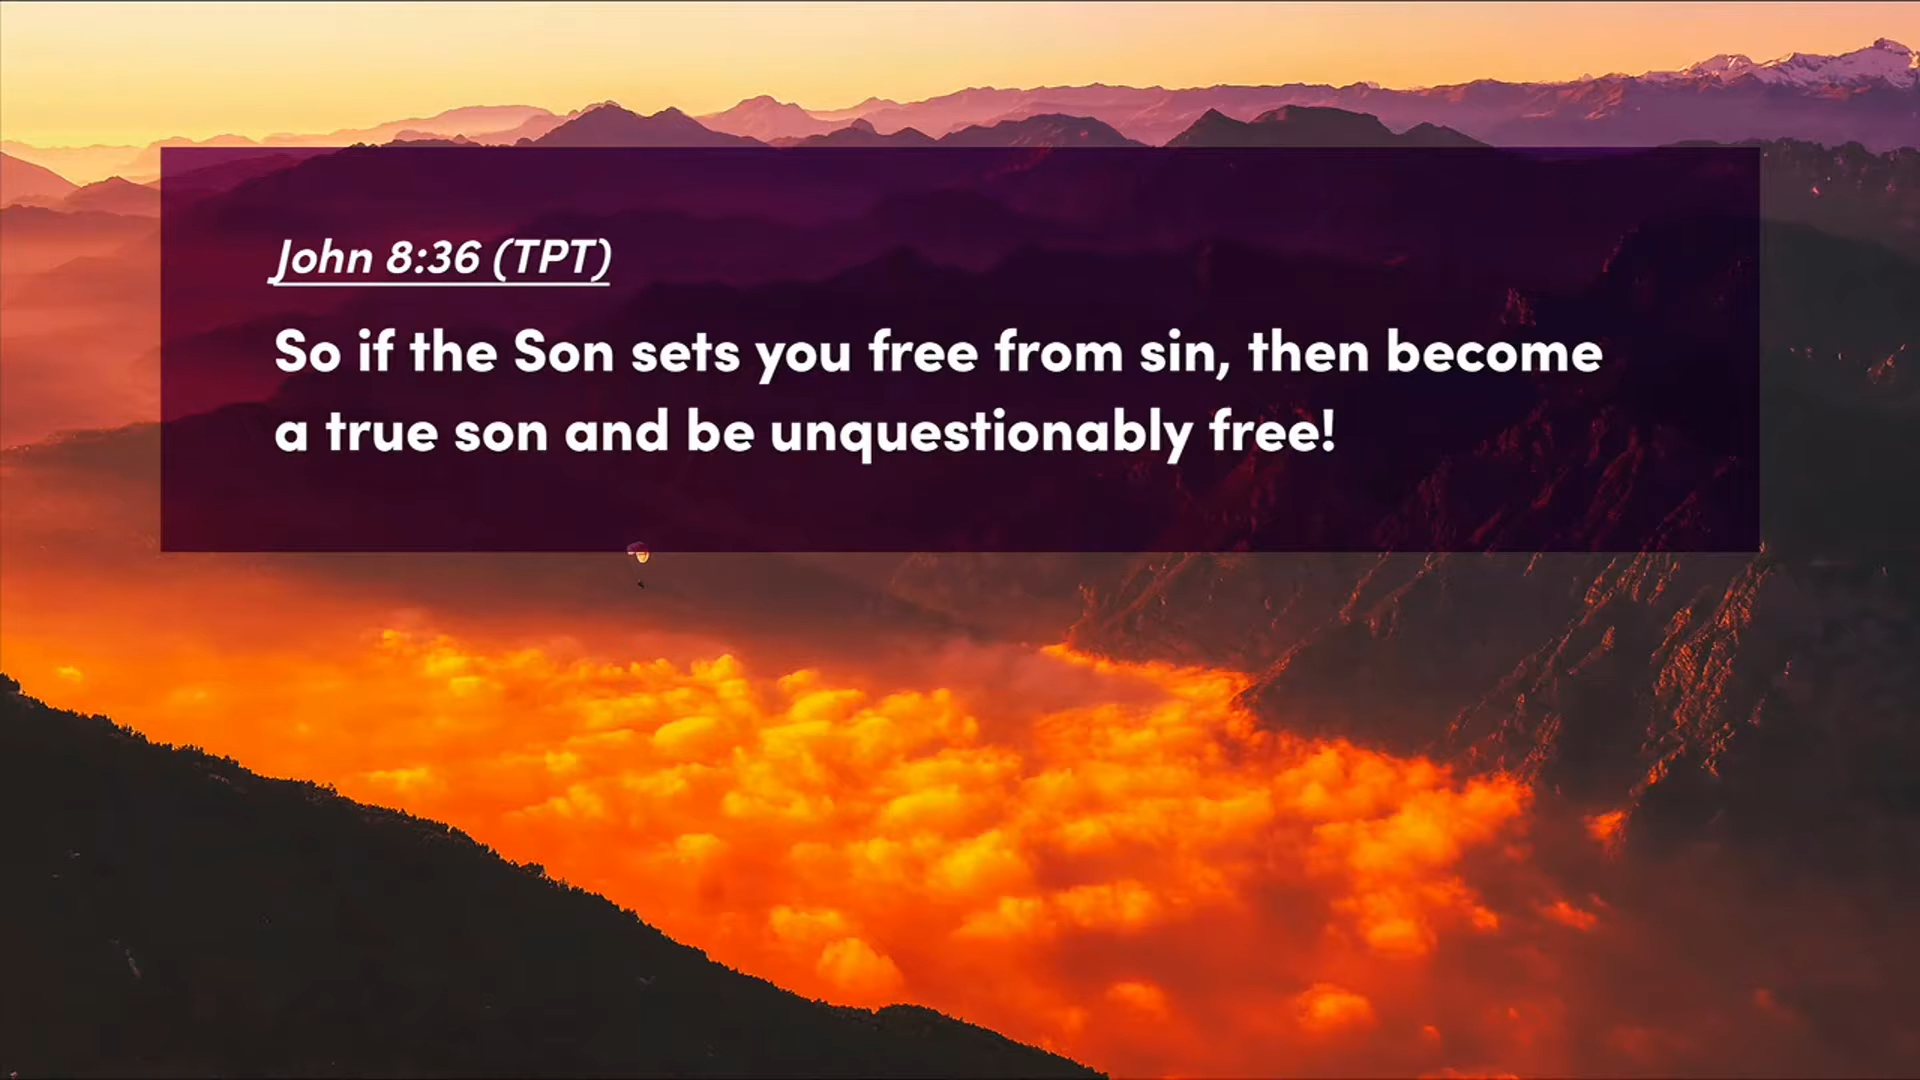 John 8:36 (TPT)
So if the Son sets you free from sin, then become
a true son and be unquestionably free!